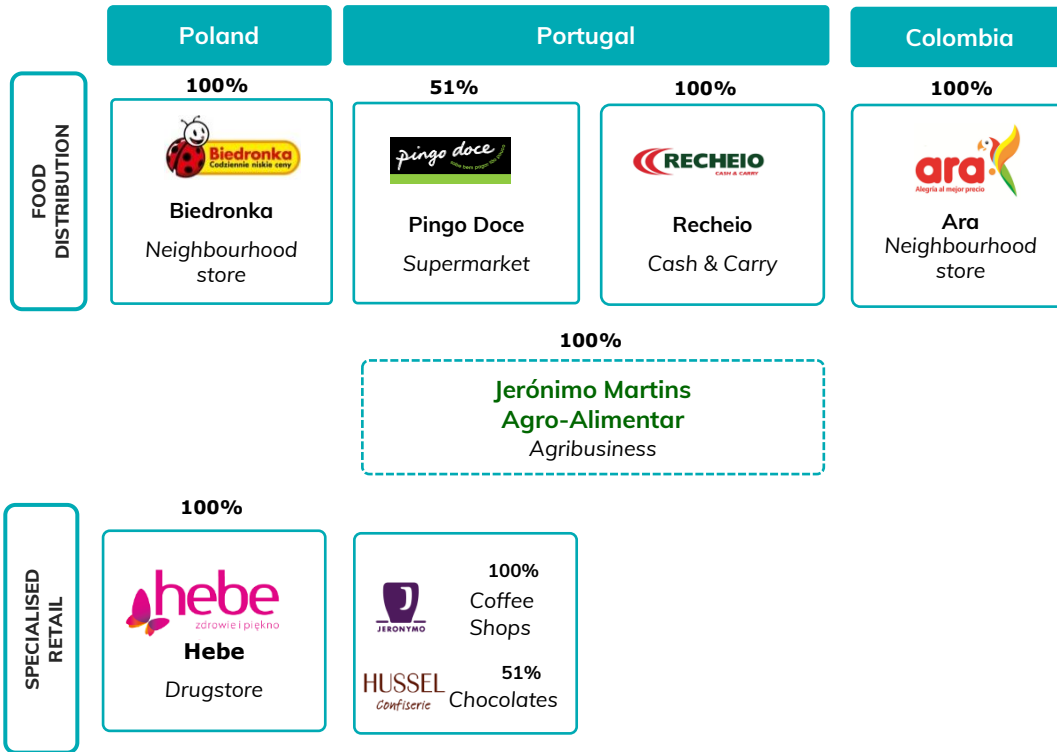 Poland
Portugal
Colombia
FOOD
DISTRIBUTION
100%
51%
100%
100%
Biedronka
Codziennie niskie ceny
pingo doce
RECHEIO
CASH & CARRY
ara
Alegría al mejor precio
Biedronka
Neighbourhood
store
Pingo Doce
Supermarket
Recheio
Cash & Carry
Ara
Neighbourhood
store
100%
Jerónimo Martins
Agro-Alimentar
Agribusiness
SPECIALISED
RETAIL
100%
hebe
zdrowie i piękno
Hebe
Drugstore
JERONYMO
100%
Coffee
Shops
HUSSEL
Confiserie
51%
Chocolates